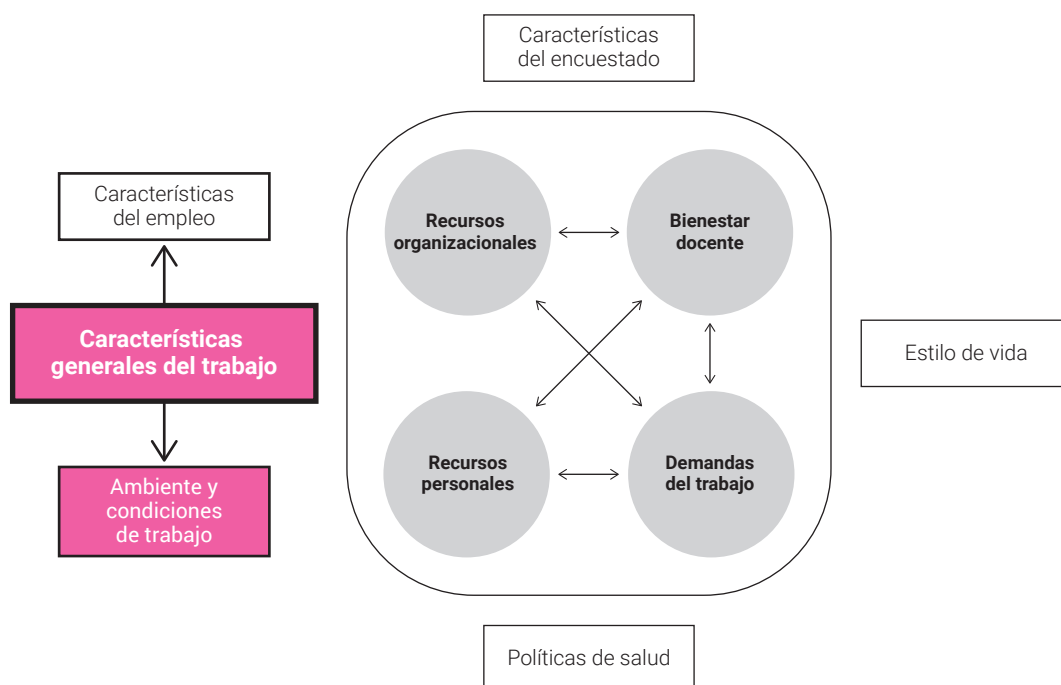 Características
del encuestado
Características
del empleo
Recursos
organizacionales
Bienestar
docente
Características
generales del trabajo
Estilo de vida
Recursos
personales
Demandas
del trabajo
Ambiente y
condiciones
de trabajo
Políticas de salud